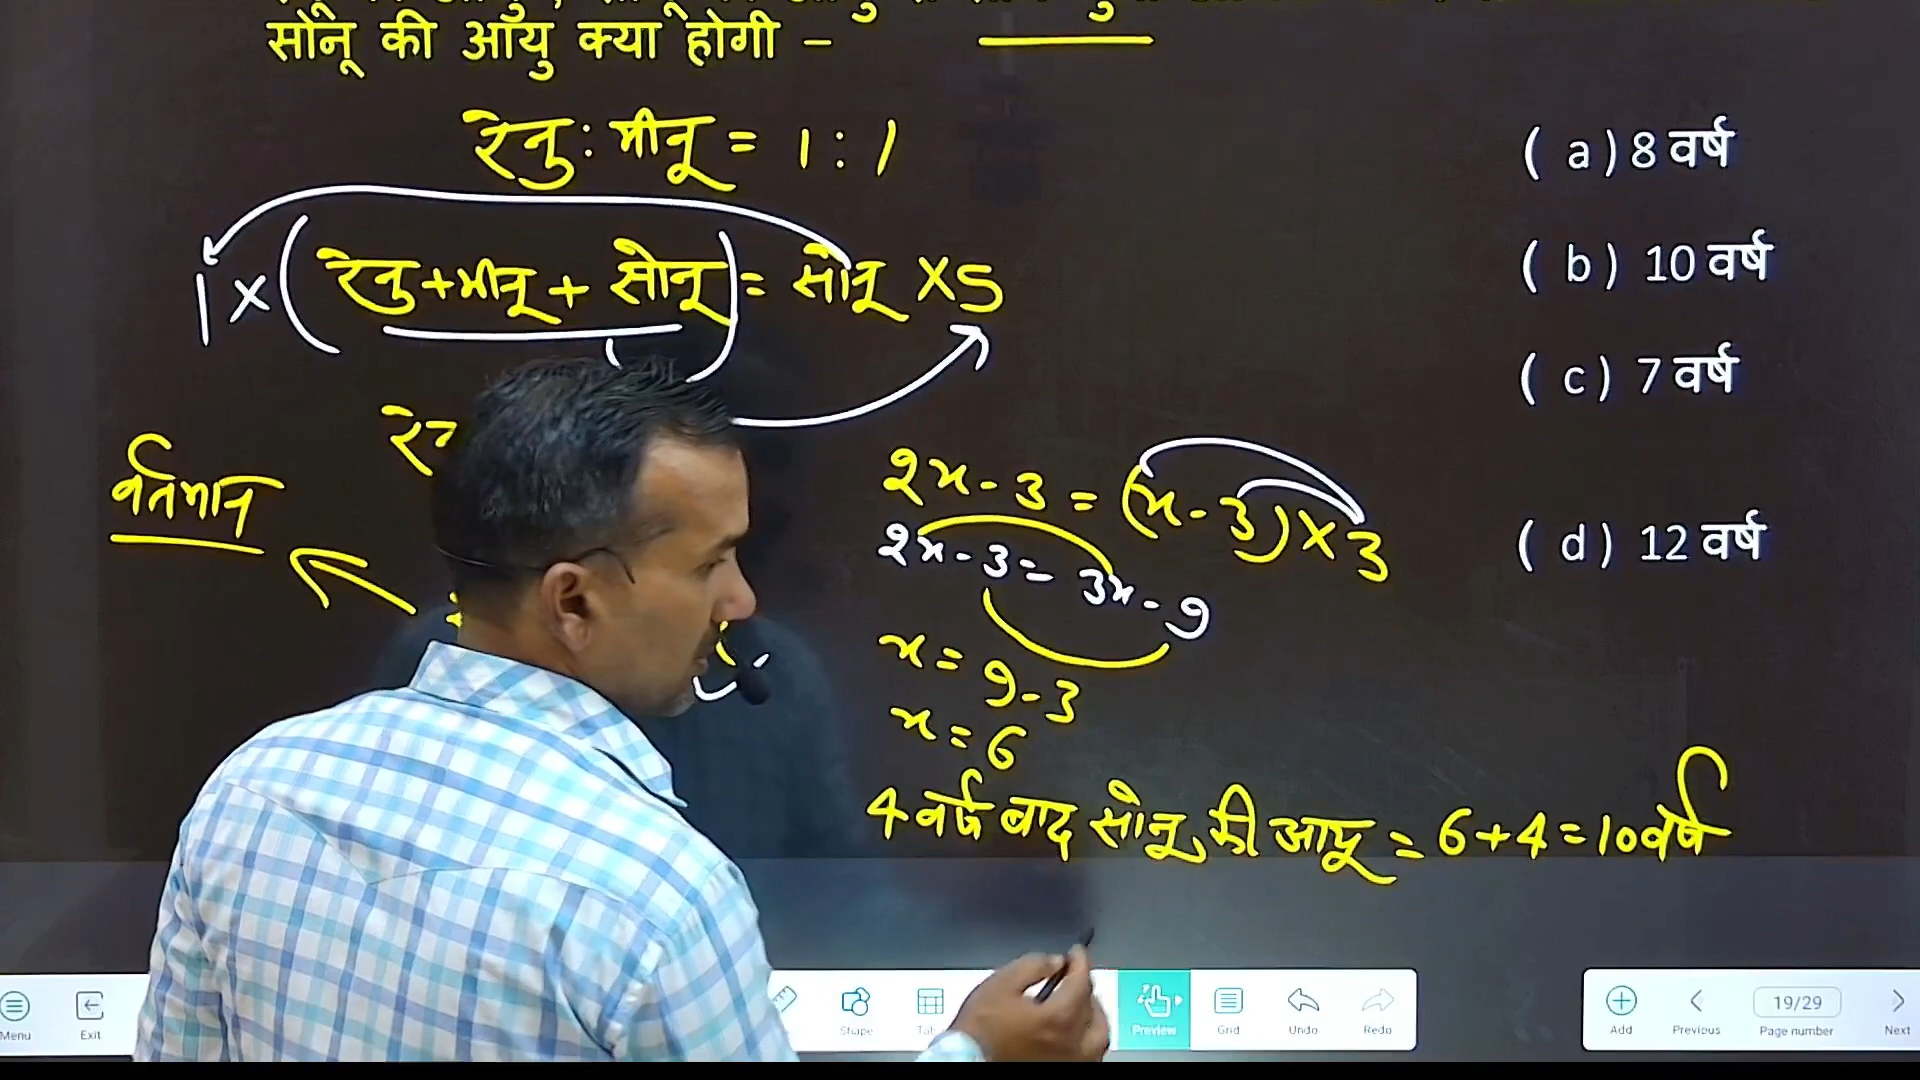 सोनू की आयु क्या होगी –
रेनु : मीनू = 1 : 1
1 × ( रेनु + मीनू + सोनू ) = सोनू × 5
वर्तमान
2x - 3 = (x - 3) × 3
2x - 3 = 3x - 9
x = 9 - 3
x = 6
4 वर्ष बाद सोनू की आयु = 6 + 4 = 10 वर्ष
( a ) 8 वर्ष
( b ) 10 वर्ष
( c ) 7 वर्ष
( d ) 12 वर्ष
Menu Exit Shape Preview Grid Undo Redo Add Previous 19/29 Page number Next